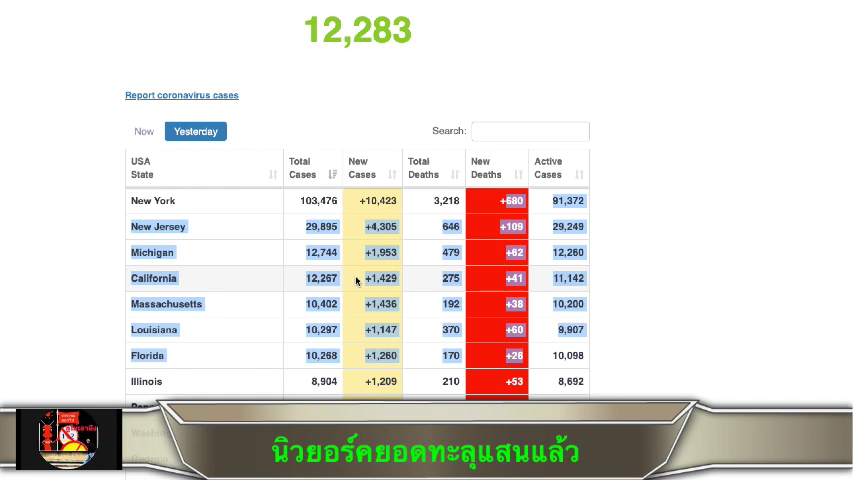 12,283
Report coronavirus cases
Now Yesterday Search:
USA State Total Cases New Cases Total Deaths New Deaths Active Cases
New York 103,476 +10,423 3,218 +680 91,372
New Jersey 29,895 +4,305 646 +109 29,249
Michigan 12,744 +1,953 479 +62 12,260
California 12,267 +1,429 275 +41 11,142
Massachusetts 10,402 +1,436 192 +38 10,200
Louisiana 10,297 +1,147 370 +60 9,907
Florida 10,268 +1,260 170 +26 10,098
Illinois 8,904 +1,209 210 +53 8,692
Georgia
นิวยอร์คยอดทะลุแสนแล้ว